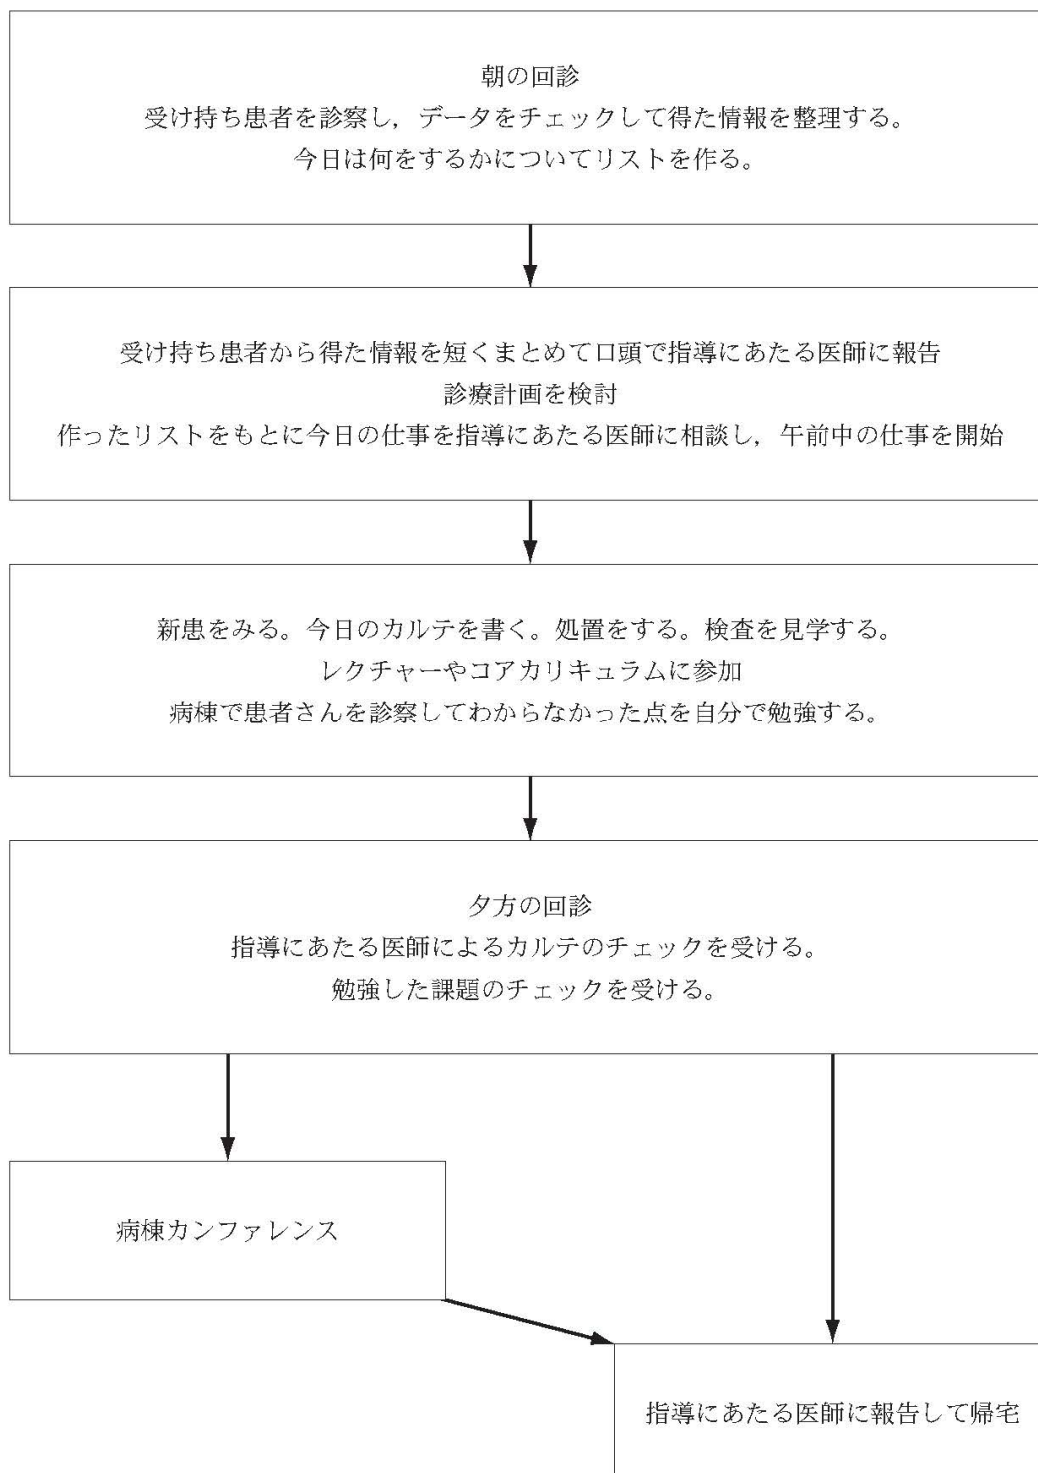 朝の回診
受け持ち患者を診察し，データをチェックして得た情報を整理する。
今日は何をするかについてリストを作る。
受け持ち患者から得た情報を短くまとめて口頭で指導にあたる医師に報告
診療計画を検討
作ったリストをもとに今日の仕事を指導にあたる医師に相談し，午前中の仕事を開始
新患をみる。今日のカルテを書く。処置をする。検査を見学する。
レクチャーやコアカリキュラムに参加
病棟で患者さんを診察してわからなかった点を自分で勉強する。
夕方の回診
指導にあたる医師によるカルテのチェックを受ける。
勉強した課題のチェックを受ける。
病棟カンファレンス
指導にあたる医師に報告して帰宅